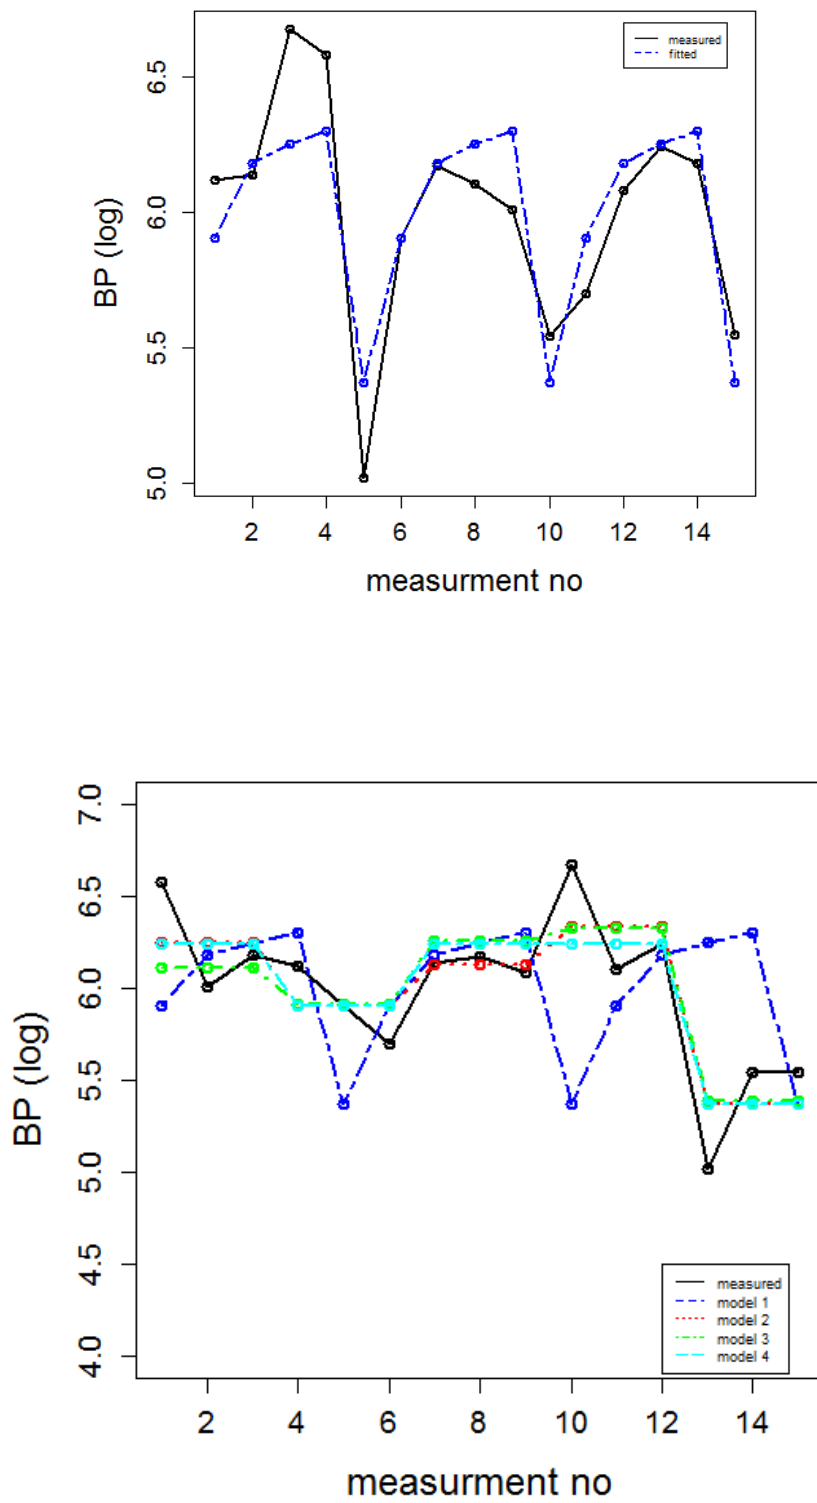 measured
fitted
6.5
6.0
5.5
5.0
BP (log)
2 4 6 8 10 12 14
measurment no
7.0
6.5
6.0
5.5
5.0
4.5
4.0
BP (log)
measured
model 1
model 2
model 3
model 4
2 4 6 8 10 12 14
measurment no